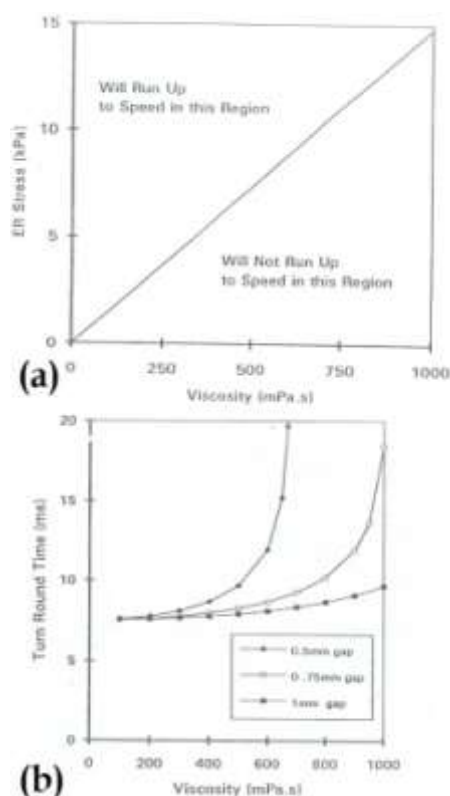 15
10
5
0
ER Stress (kPa)
Will Run Up
to Speed in this Region
Will Not Run Up
to Speed in this Region
0
250
500
750
1000
Viscosity (mPa.s)
(a)
20
15
10
5
0
Turn Round Time (ms)
0.5mm gap
0.75mm gap
1mm gap
0
200
400
600
800
1000
Viscosity (mPa.s)
(b)